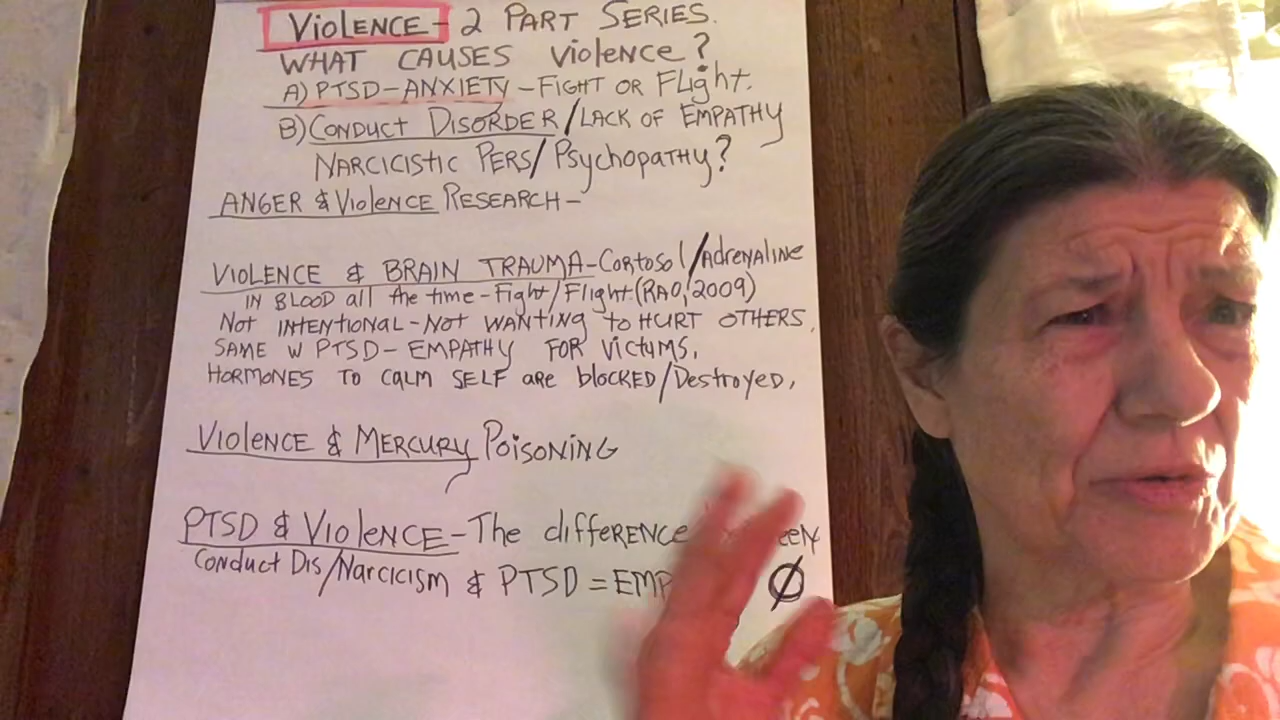 VIOLENCE - 2 PART SERIES.
WHAT CAUSES VIOLENCE?
A) PTSD-ANXIETY - FIGHT OR FLIGHT.
B) CONDUCT DISORDER/LACK OF EMPATHY
NARCICISTIC PERS/PSYCHOPATHY?
ANGER & VIOLENCE RESEARCH-
VIOLENCE & BRAIN TRAUMA-CORTOSOL/ADRENALINE
IN BLOOD all the time - Fight/Flight. (RAO, 2009)
NOT INTENTIONAL - NOT WANTING TO HURT OTHERS.
SAME W PTSD - EMPATHY FOR VICTUMS.
HORMONES TO CALM SELF ARE BLOCKED/DESTROYED.
VIOLENCE & MERCURY POISONING
PTSD & VIOLENCE - The difference
Conduct Dis/Narcicism & PTSD = Ø